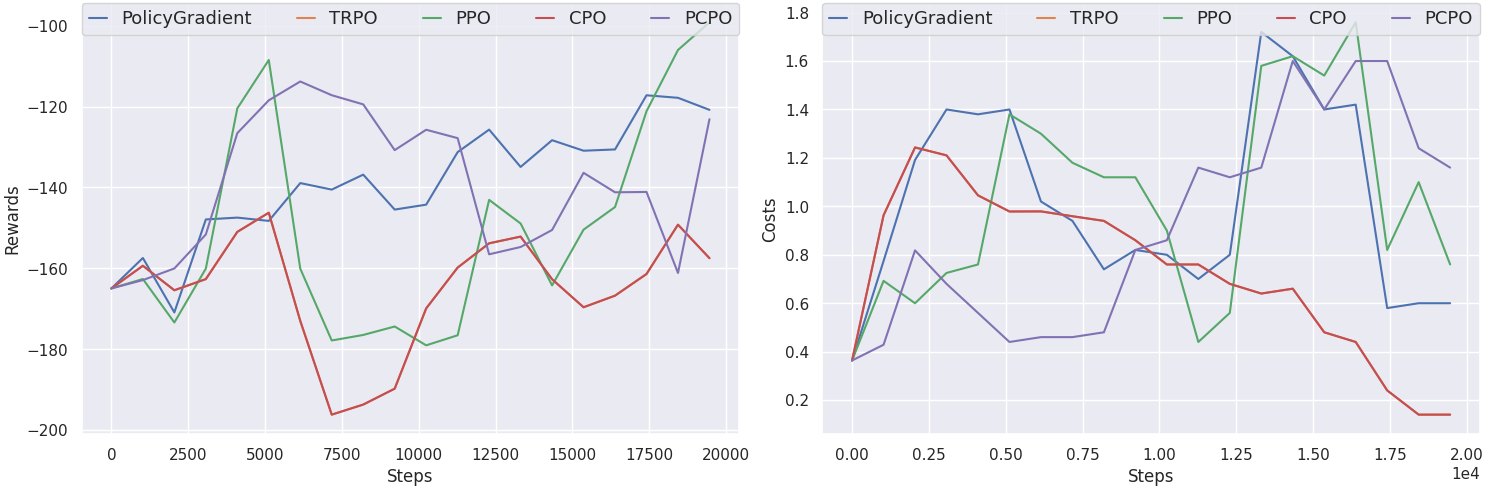 PolicyGradient TRPO PPO CPO PCPO
−100
−120
−140
−160
−180
−200
Rewards
0 2500 5000 7500 10000 12500 15000 17500 20000
Steps
PolicyGradient TRPO PPO CPO PCPO
1.8
1.6
1.4
1.2
1.0
0.8
0.6
0.4
0.2
Costs
0.00 0.25 0.50 0.75 1.00 1.25 1.50 1.75 2.00
1e4
Steps